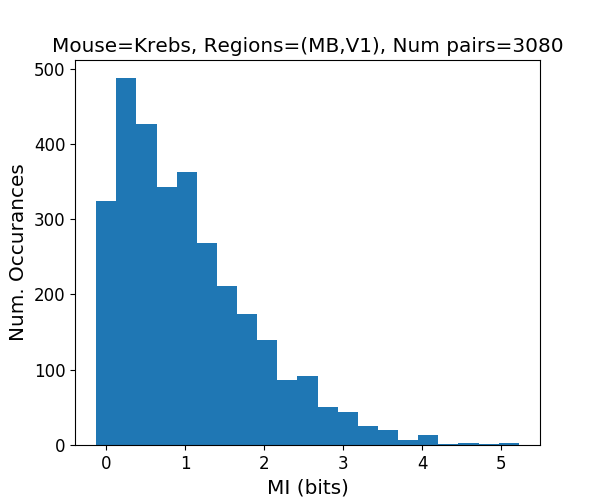 Mouse=Krebs, Regions=(MB,V1), Num pairs=3080
500
400
300
200
100
0
Num. Occurances
0 1 2 3 4 5
MI (bits)